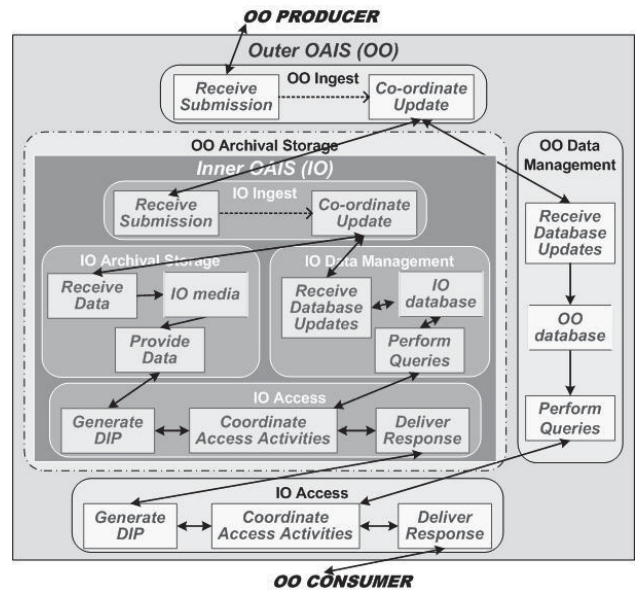 OO PRODUCER
Outer OAIS (OO)
OO Ingest
Receive
Submission
Co-ordinate
Update
OO Archival Storage
OO Data
Management
Inner OAIS (IO)
IO Ingest
Receive
Submission
Co-ordinate
Update
Receive
Database
Updates
IO Archival Storage
IO Data Management
Receive
Data
IO media
Receive
Database
Updates
IO
database
OO
database
Provide
Data
Perform
Queries
IO Access
Generate
DIP
Coordinate
Access Activities
Deliver
Response
Perform
Queries
IO Access
Generate
DIP
Coordinate
Access Activities
Deliver
Response
OO CONSUMER